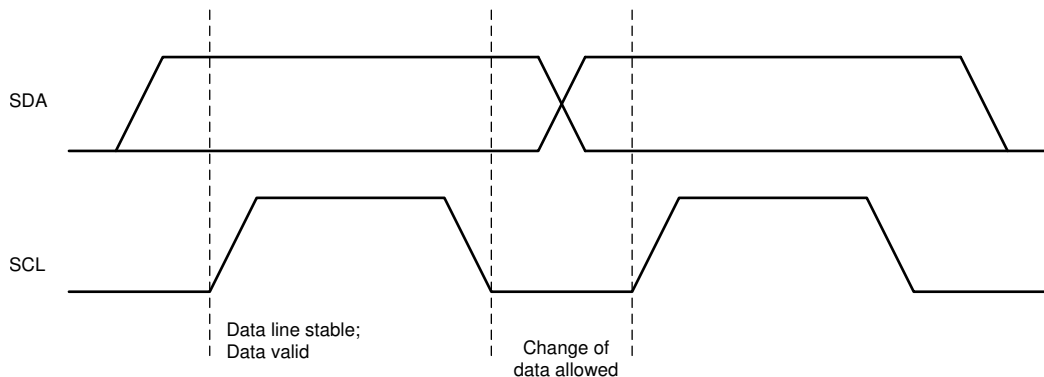 SDA
SCL
Data line stable;
Data valid
Change of
data allowed